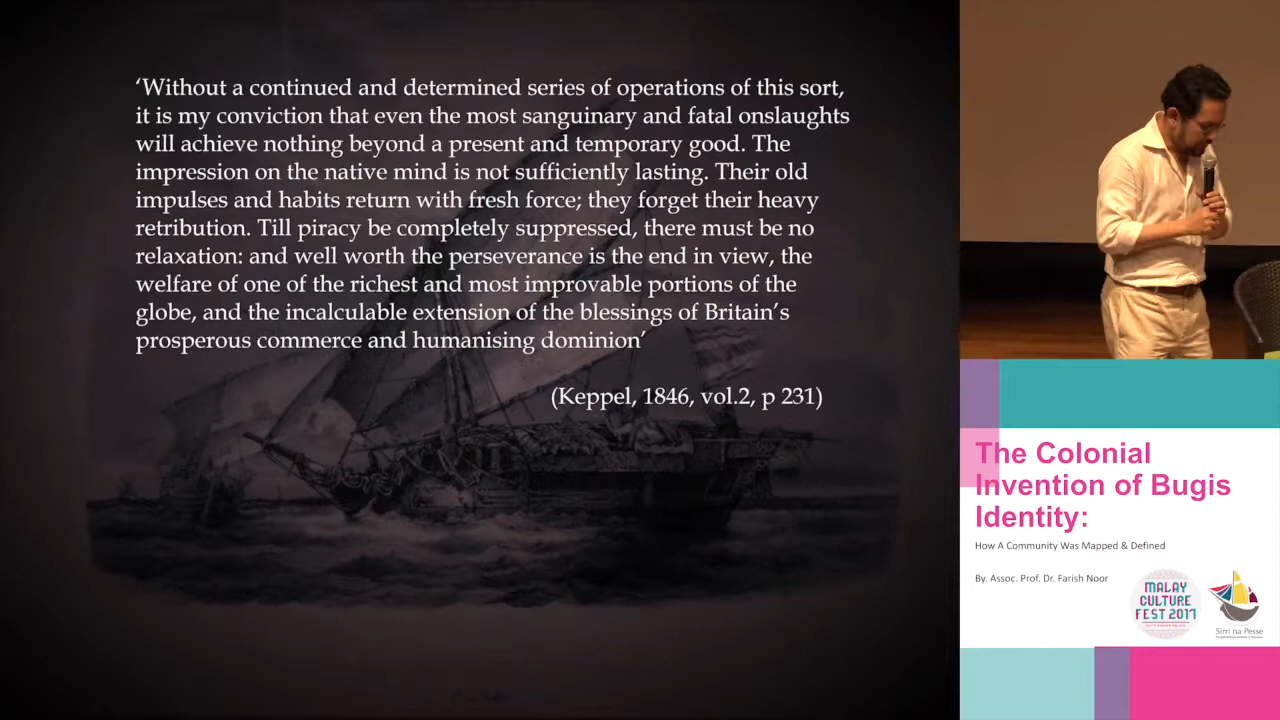 ‘Without a continued and determined series of operations of this sort,
it is my conviction that even the most sanguinary and fatal onslaughts
will achieve nothing beyond a present and temporary good. The
impression on the native mind is not sufficiently lasting. Their old
impulses and habits return with fresh force; they forget their heavy
retribution. Till piracy be completely suppressed, there must be no
relaxation: and well worth the perseverance is the end in view, the
welfare of one of the richest and most improvable portions of the
globe, and the incalculable extension of the blessings of Britain’s
prosperous commerce and humanising dominion’
(Keppel, 1846, vol.2, p 231)
The Colonial
Invention of Bugis
Identity:
How A Community Was Mapped & Defined
By. Assoc. Prof. Dr. Farish Noor
MALAY
CULTURE
FEST 2017
Sirri na Pesse